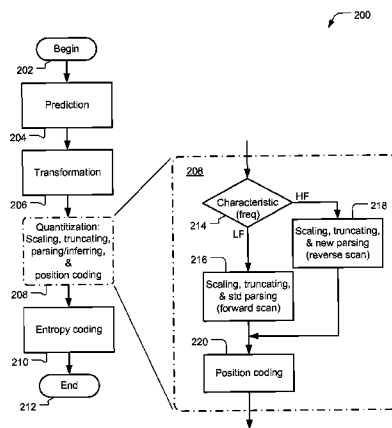 200
Begin
202
Prediction
204
Transformation
206
Quantitization:
Scaling, truncating,
parsing/inferring,
&
position coding
208
Entropy coding
210
End
212
208
Characteristic
(freq)
214
HF
LF
218
Scaling, truncating,
& new parsing
(reverse scan)
216
Scaling, truncating,
& std parsing
(forward scan)
220
Position coding